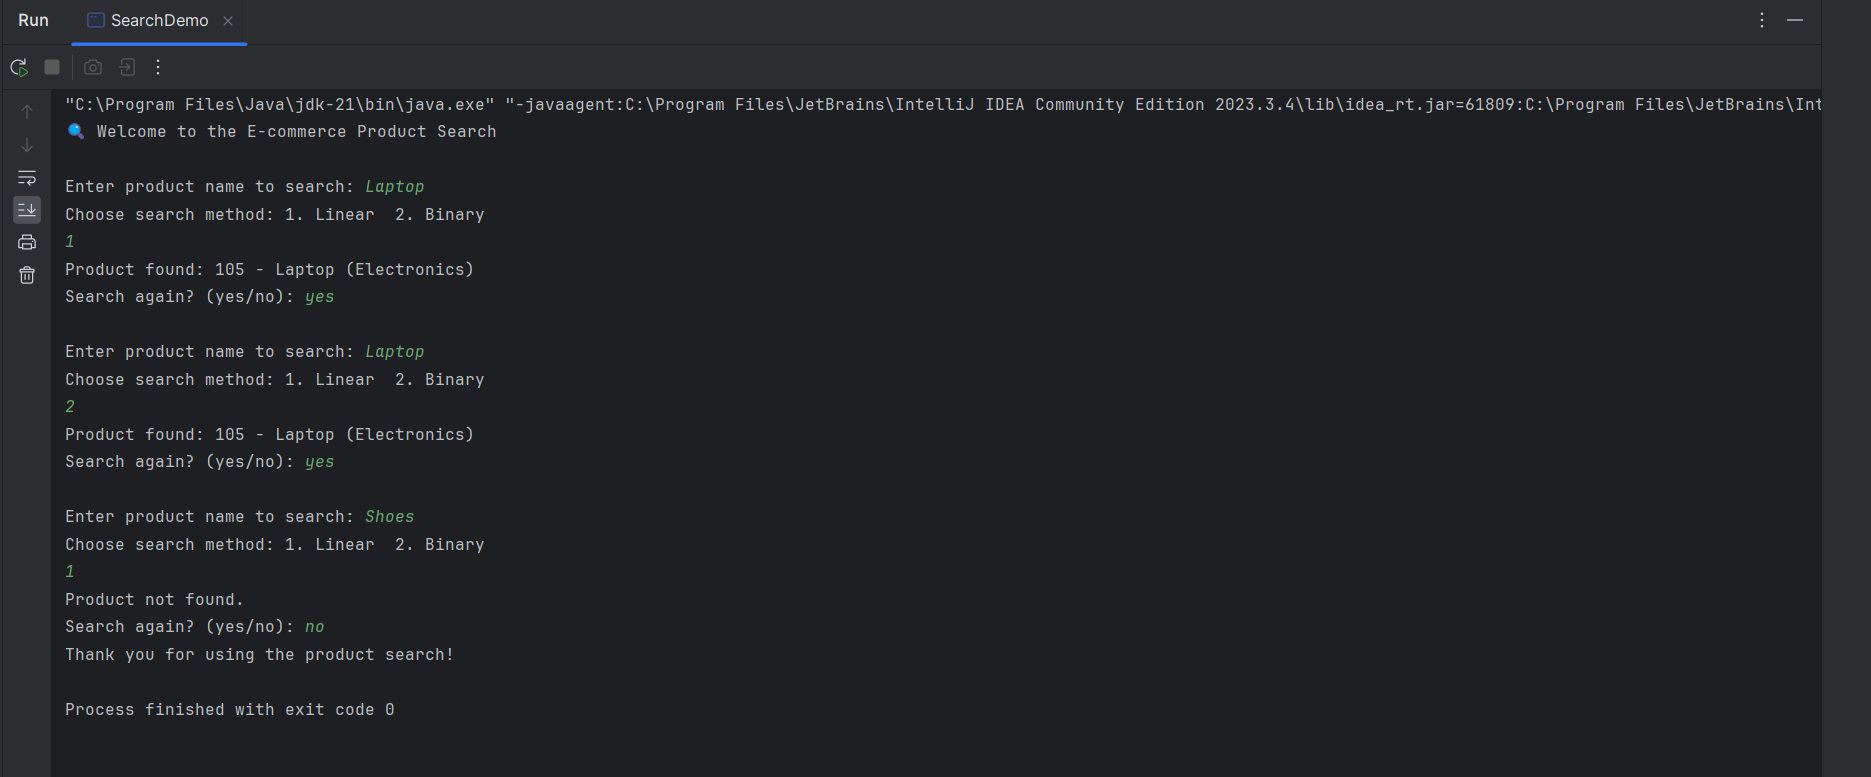 Run SearchDemo
"C:\Program Files\Java\jdk-21\bin\java.exe" "-javaagent:C:\Program Files\JetBrains\IntelliJ IDEA Community Edition 2023.3.4\lib\idea_rt.jar=61809:C:\Program Files\JetBrains\Int
🔍 Welcome to the E-commerce Product Search
Enter product name to search: Laptop
Choose search method: 1. Linear  2. Binary
1
Product found: 105 - Laptop (Electronics)
Search again? (yes/no): yes
Enter product name to search: Laptop
Choose search method: 1. Linear  2. Binary
2
Product found: 105 - Laptop (Electronics)
Search again? (yes/no): yes
Enter product name to search: Shoes
Choose search method: 1. Linear  2. Binary
1
Product not found.
Search again? (yes/no): no
Thank you for using the product search!
Process finished with exit code 0